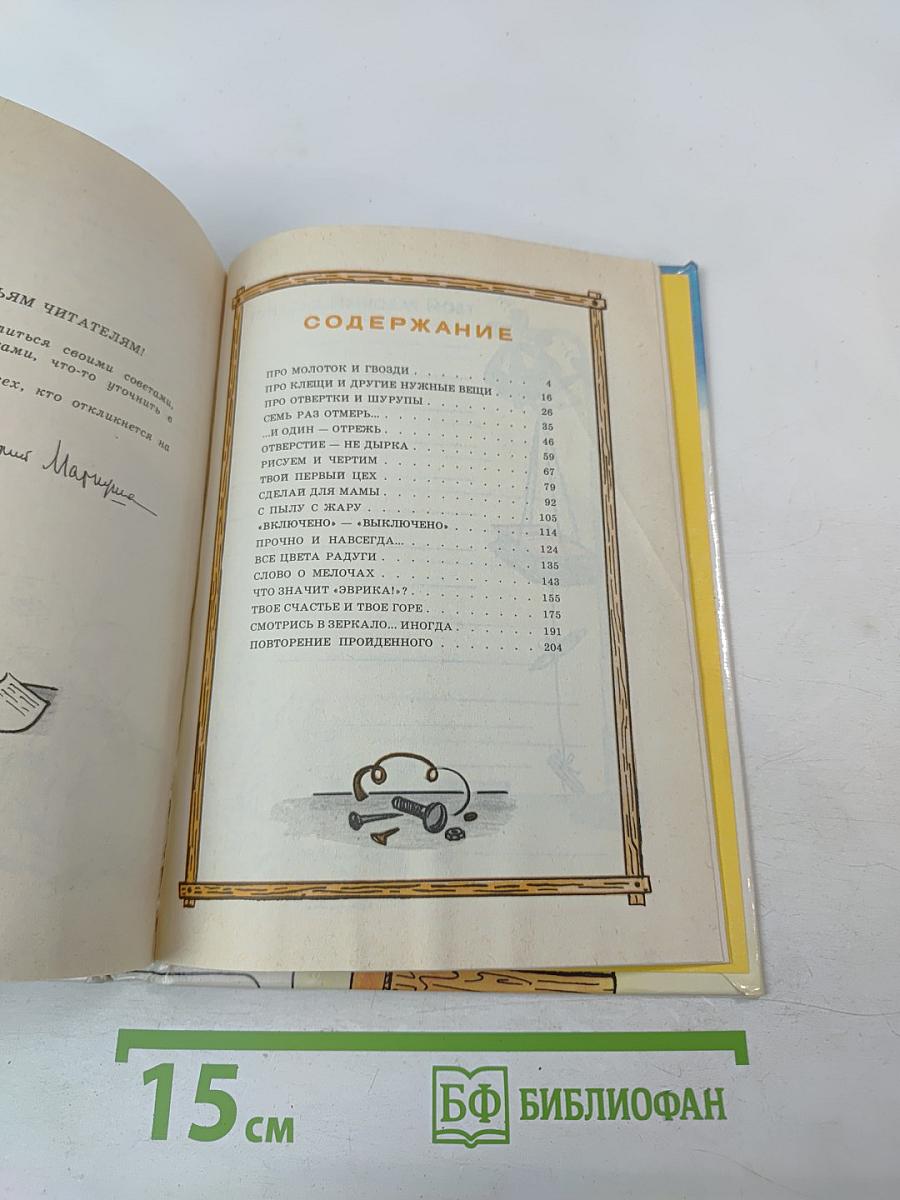 ЬЯМ ЧИТАТЕЛЯМ!
литься своими советами,
ками, что-то уточнить в
ех, кто откликнется на
СОДЕРЖАНИЕ
ПРО МОЛОТОК И ГВОЗДИ . . . . . . . . 4
ПРО КЛЕЩИ И ДРУГИЕ НУЖНЫЕ ВЕЩИ . . . 16
ПРО ОТВЕРТКИ И ШУРУПЫ . . . . . . . . 26
СЕМЬ РАЗ ОТМЕРЬ... . . . . . . . . . . 35
...И ОДИН — ОТРЕЖЬ . . . . . . . . . . 46
ОТВЕРСТИЕ — НЕ ДЫРКА . . . . . . . . 59
РИСУЕМ И ЧЕРТИМ . . . . . . . . . . 67
ТВОЙ ПЕРВЫЙ ЦЕХ . . . . . . . . . . 79
СДЕЛАЙ ДЛЯ МАМЫ . . . . . . . . . . 92
С ПЫЛУ С ЖАРУ . . . . . . . . . . . 105
«ВКЛЮЧЕНО» — «ВЫКЛЮЧЕНО» . . . . . . 114
ПРОЧНО И НАВСЕГДА... . . . . . . . . . 124
ВСЕ ЦВЕТА РАДУГИ . . . . . . . . . . 135
СЛОВО О МЕЛОЧАХ . . . . . . . . . . 143
ЧТО ЗНАЧИТ «ЭВРИКА!»? . . . . . . . . 155
ТВОЕ СЧАСТЬЕ И ТВОЕ ГОРЕ . . . . . . . 175
СМОТРИСЬ В ЗЕРКАЛО... ИНОГДА . . . . . . 191
ПОВТОРЕНИЕ ПРОЙДЕННОГО . . . . . . . 204
15 см
БФ БИБЛИОФАН